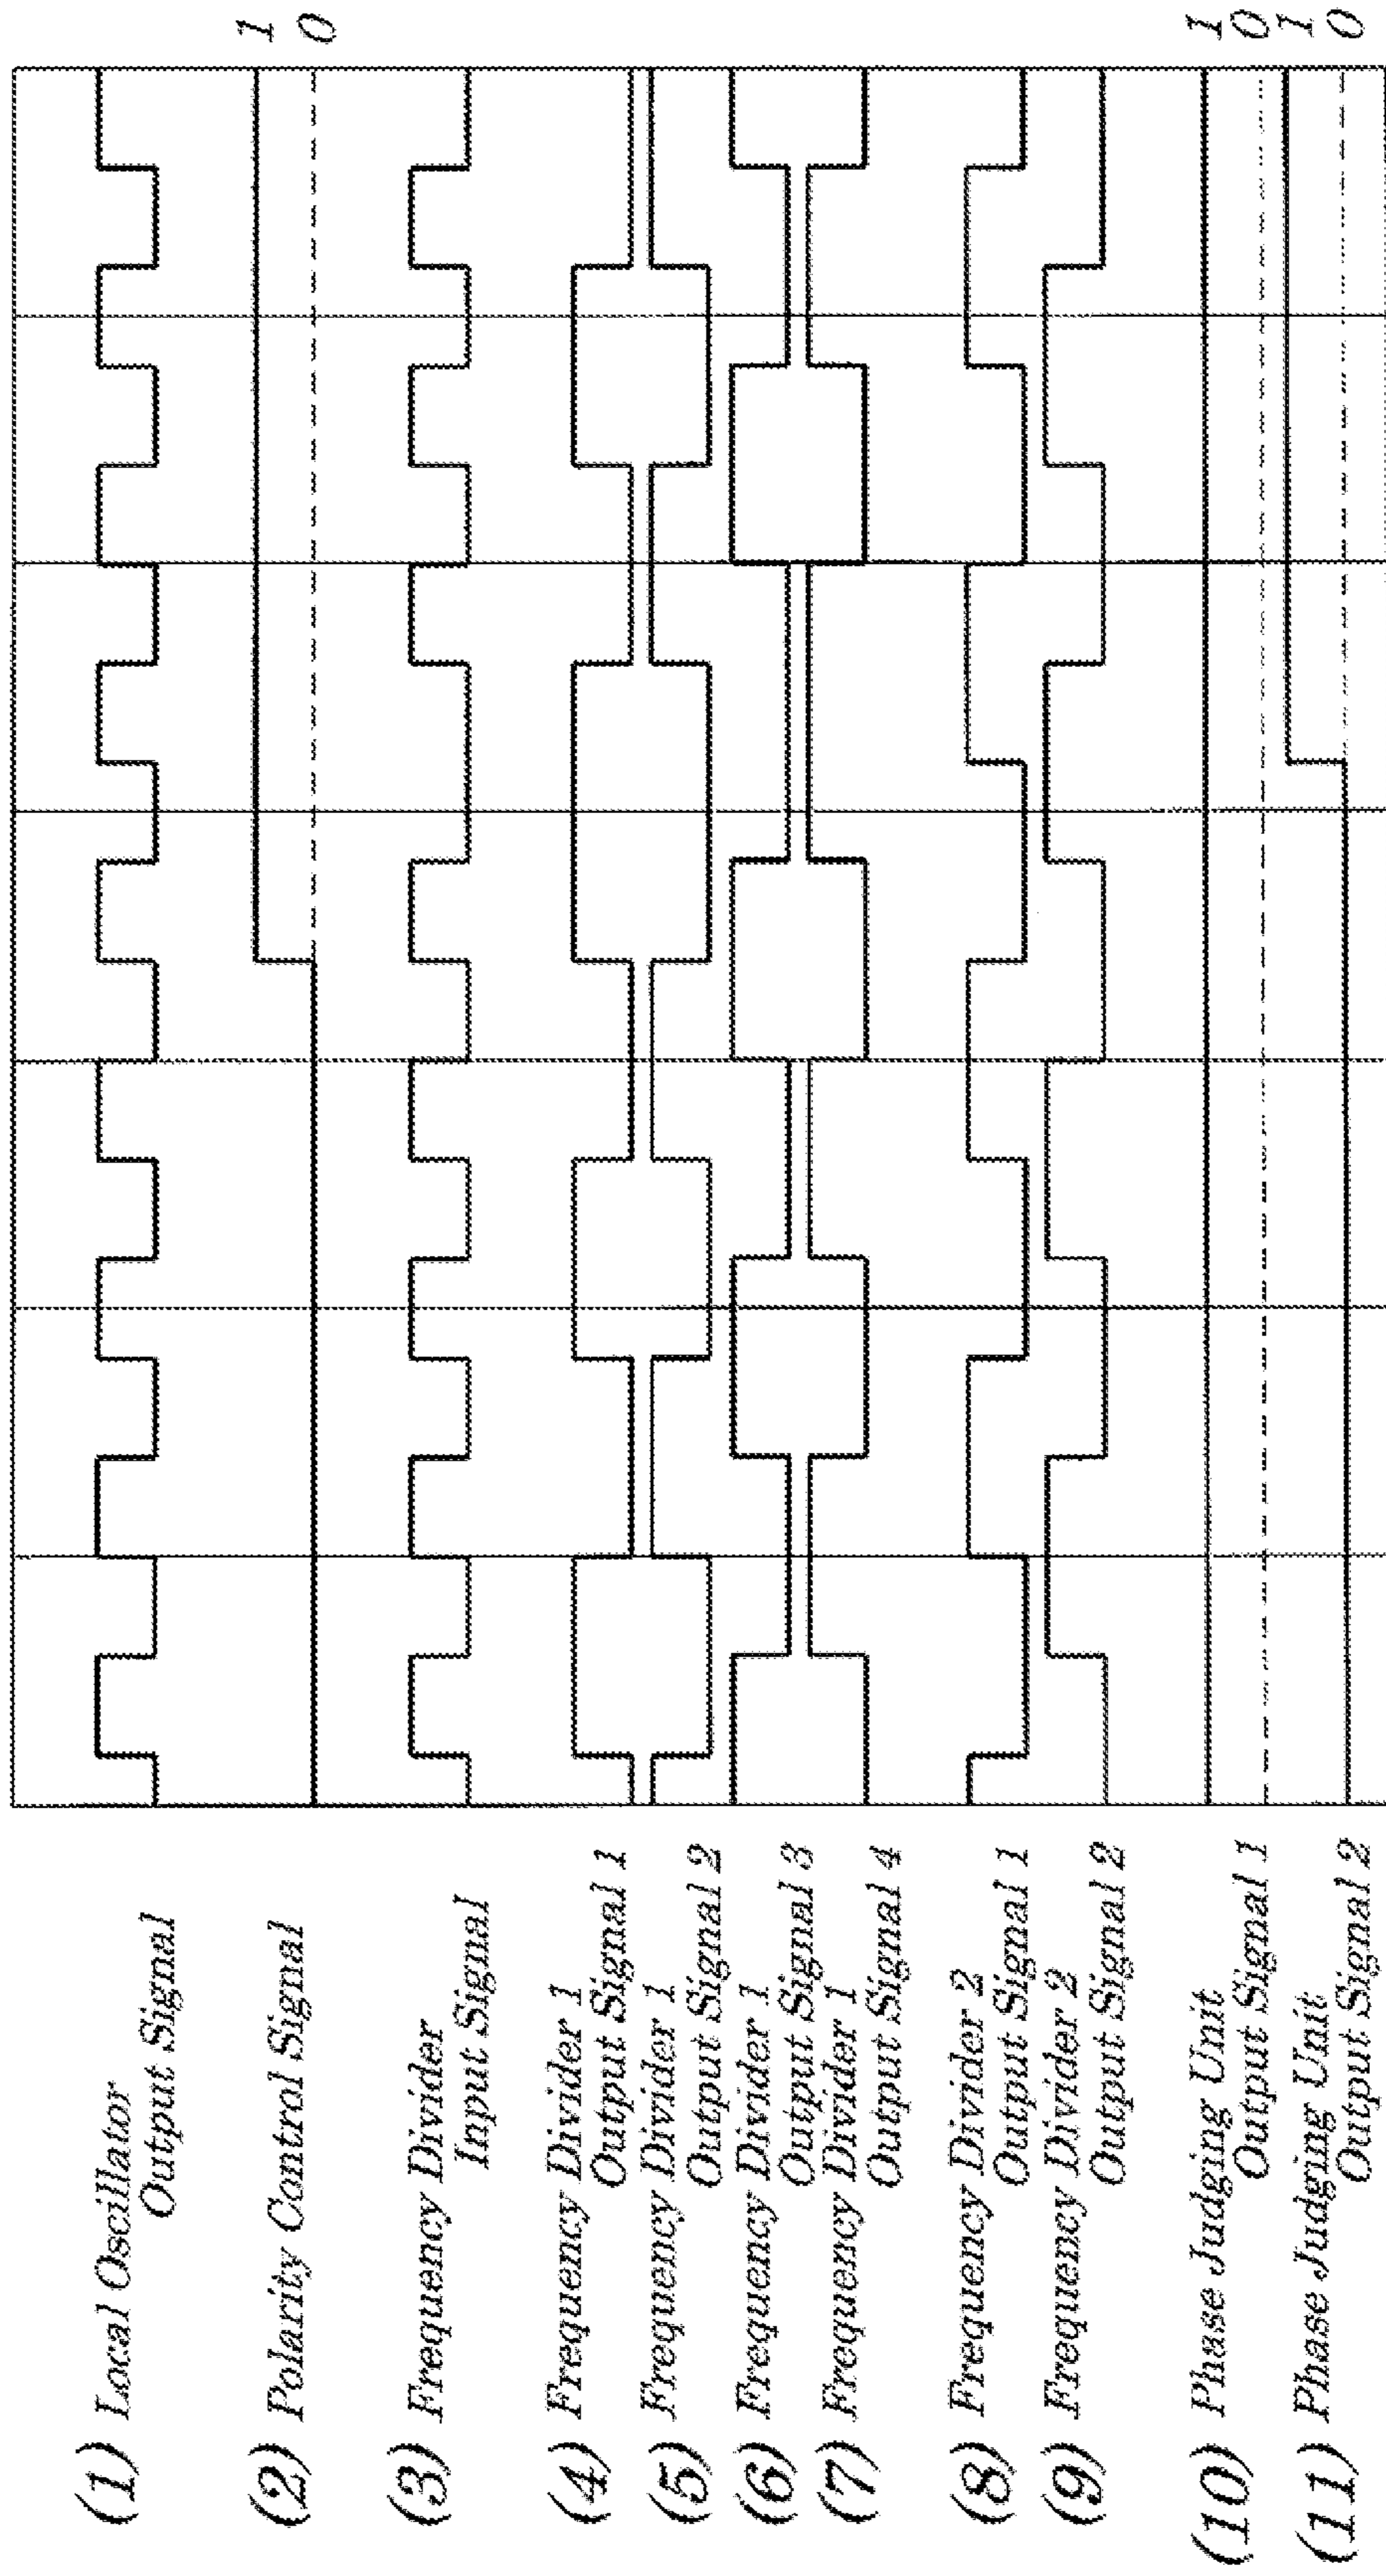 (1) Local Oscillator
Output Signal
(2) Polarity Control Signal
1
0
(3) Frequency Divider
Input Signal
(4) Frequency Divider 1
Output Signal 1
(5) Frequency Divider 1
Output Signal 2
(6) Frequency Divider 1
Output Signal 3
(7) Frequency Divider 1
Output Signal 4
(8) Frequency Divider 2
Output Signal 1
(9) Frequency Divider 2
Output Signal 2
(10) Phase Judging Unit
Output Signal 1
1
0
(11) Phase Judging Unit
Output Signal 2
1
0